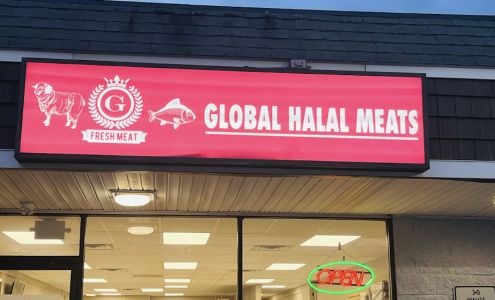 G
FRESH MEAT
GLOBAL HALAL MEATS
OPEN